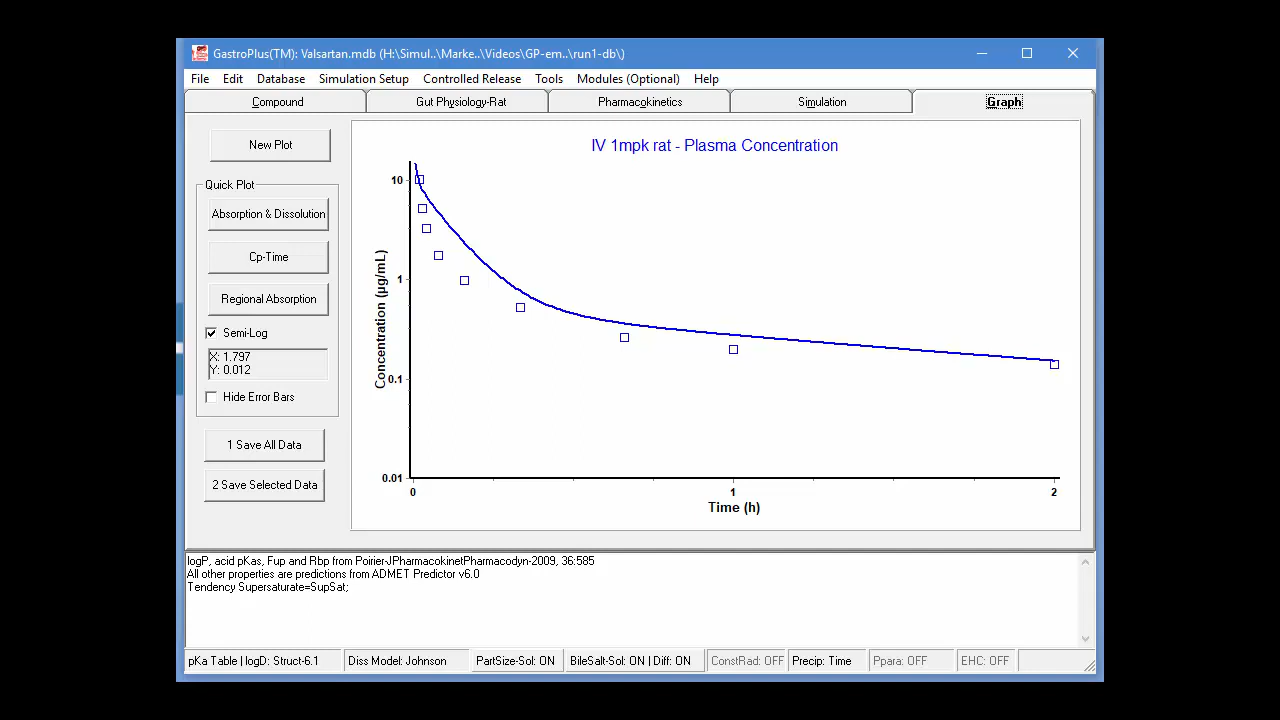 GastroPlus(TM): Valsartan.mdb (H:\Simul..\Marke..\Videos\GP-em..\run1-db\)
File Edit Database Simulation Setup Controlled Release Tools Modules (Optional) Help
Compound Gut Physiology-Rat Pharmacokinetics Simulation Graph
New Plot
Quick Plot
Absorption & Dissolution
Cp-Time
Regional Absorption
Semi-Log
X: 1.797
Y: 0.012
Hide Error Bars
1 Save All Data
2 Save Selected Data
IV 1mpk rat - Plasma Concentration
Concentration (µg/mL)
10
1
0.1
0.01
0 1 2
Time (h)
logP, acid pKas, Fup and Rbp from Poirier-JPharmacokinetPharmacodyn-2009, 36:585
All other properties are predictions from ADMET Predictor v6.0
Tendency Supersaturate=SupSat;
pKa Table | logD: Struct-6.1 Diss Model: Johnson PartSize-Sol: ON BileSalt-Sol: ON | Diff: ON ConstRad: OFF Precip: Time Ppara: OFF EHC: OFF